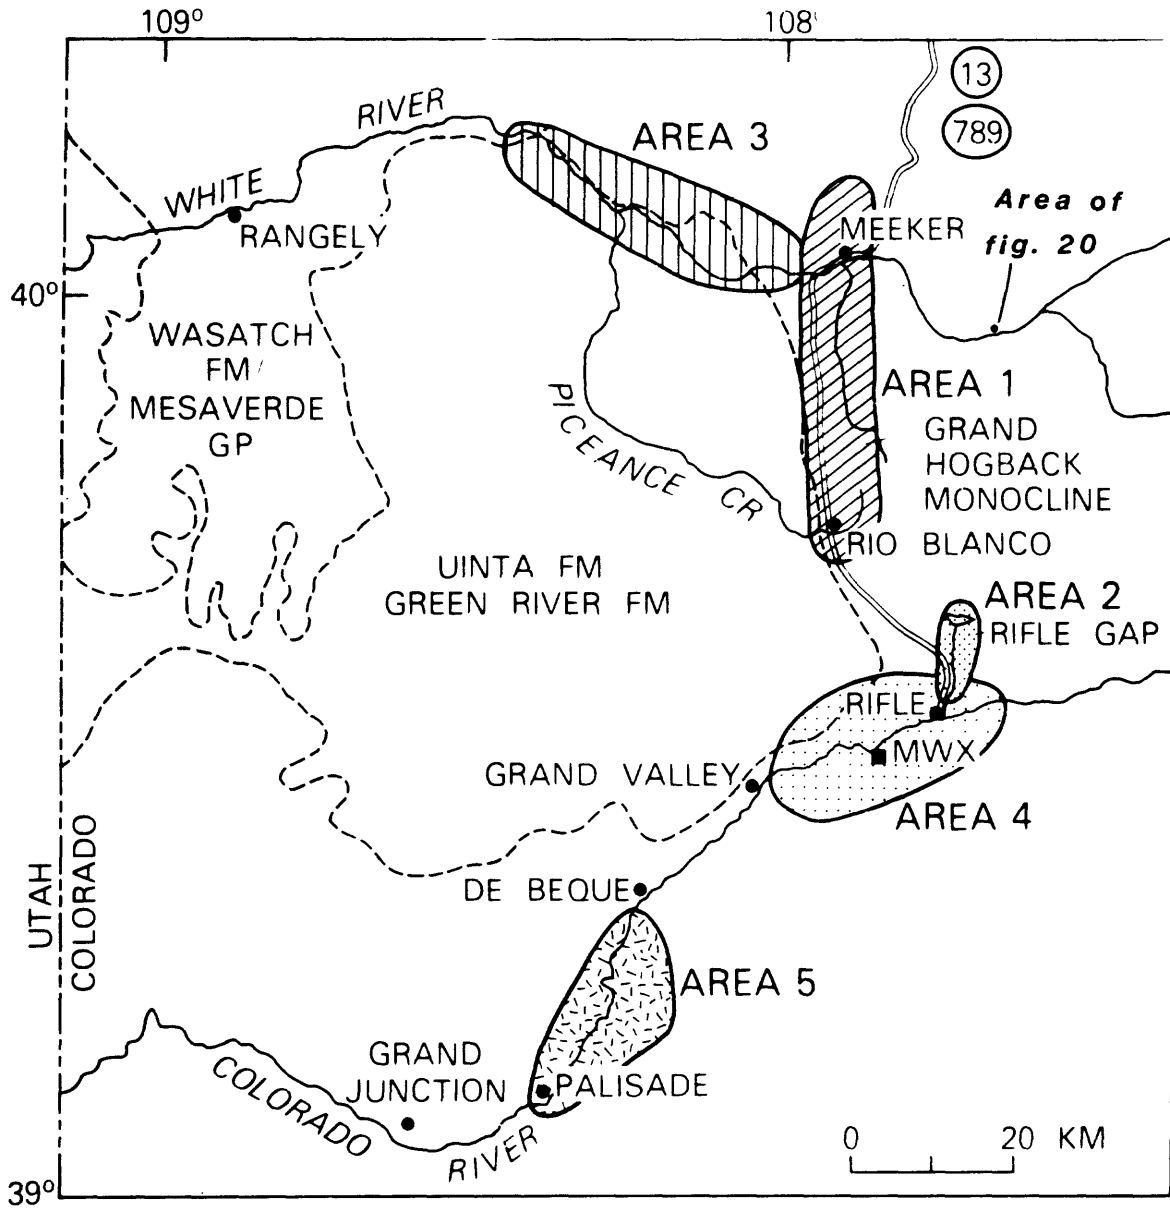 109°
108°
13
789
RIVER
AREA 3
WHITE
RANGELY
MEEKER
Area of
fig. 20
40°
WASATCH
FM
MESAVERDE
GP
AREA 1
GRAND
HOGBACK
MONOCLINE
PICEANCE CR
RIO BLANCO
UINTA FM
GREEN RIVER FM
AREA 2
RIFLE GAP
RIFLE
MWX
GRAND VALLEY
AREA 4
UTAH
COLORADO
DE BEQUE
AREA 5
GRAND
JUNCTION
PALISADE
COLORADO
RIVER
0 20 KM
39°